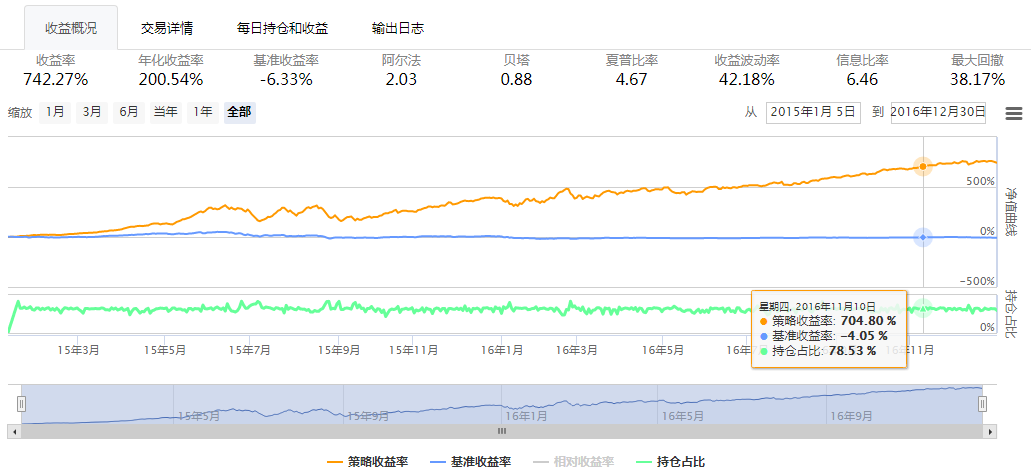 收益概况 交易详情 每日持仓和收益 输出日志
收益率 年化收益率 基准收益率 阿尔法 贝塔 夏普比率 收益波动率 信息比率 最大回撤
742.27% 200.54% -6.33% 2.03 0.88 4.67 42.18% 6.46 38.17%
缩放 1月 3月 6月 当年 1年 全部 从 2015年1月 5日 到 2016年12月30日
500%
净值曲线
0%
-500%
持仓占比
0%
星期四, 2016年11月10日
策略收益率: 704.80 %
基准收益率: -4.05 %
持仓占比: 78.53 %
15年3月 15年5月 15年7月 15年9月 15年11月 16年1月 16年3月 16年5月 16年7 16年11月
15年5月 15年9月 16年1月 16年5月 16年9月
策略收益率 基准收益率 相对收益率 持仓占比